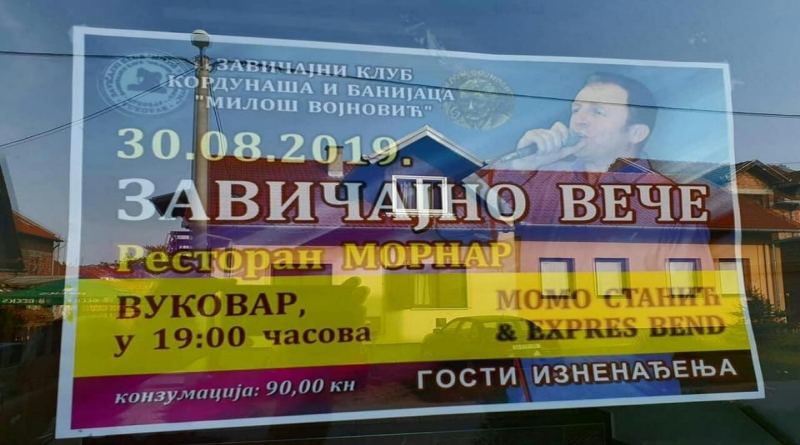 ЗАВИЧАЈНИ КЛУБ
КОРДУНАША И БАНИЈАЦА
"МИЛОШ ВОЈНОВИЋ"
30.08.2019.
ЗАВИЧАЈНО ВЕЧЕ
Ресторан МОРНАР
ВУКОВАР,
у 19:00 часова
МОМО СТАНИЋ
& EXPRES BEND
конзумација: 90,00 кн
ГОСТИ ИЗНЕНАЂЕЊА